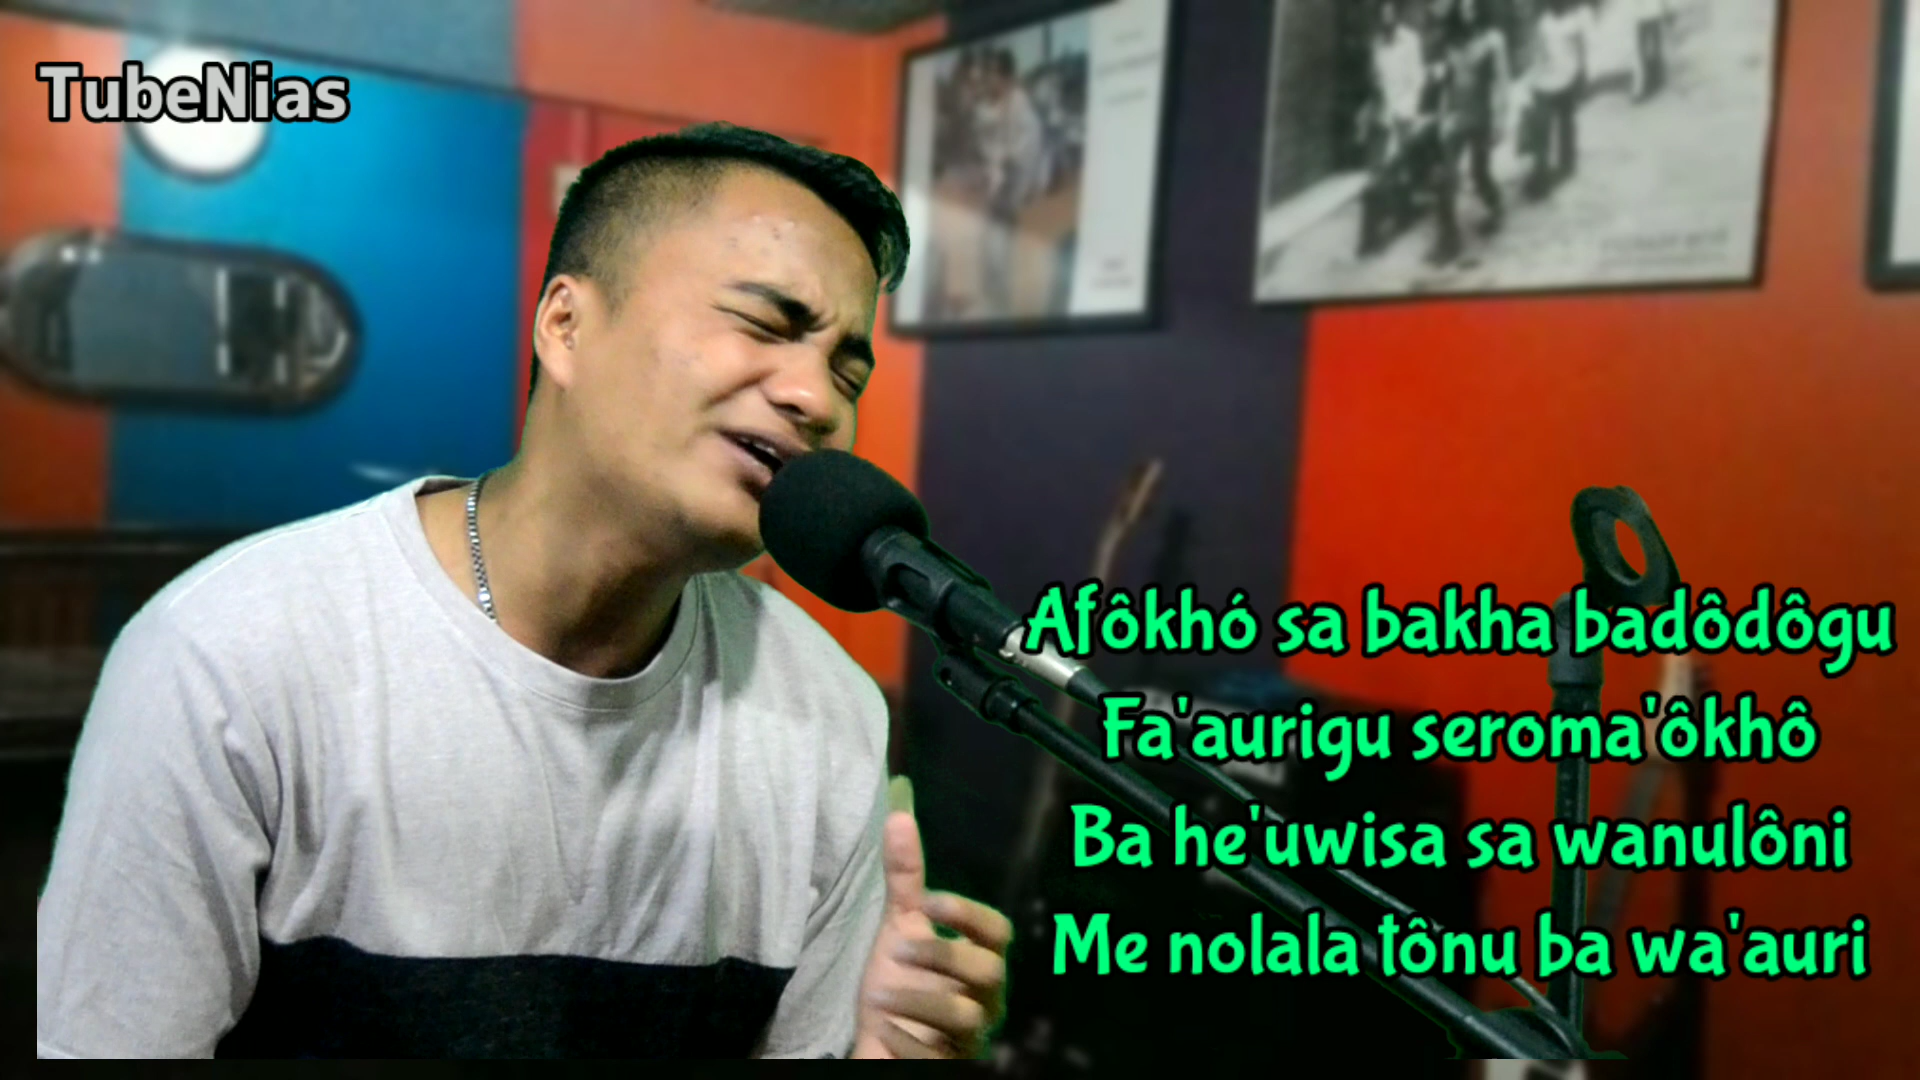 TubeNias
Afôkhó sa bakha badôdôgu
Fa'aurigu seroma'ôkhô
Ba he'uwisa sa wanulôni
Me nolala tônu ba wa'auri